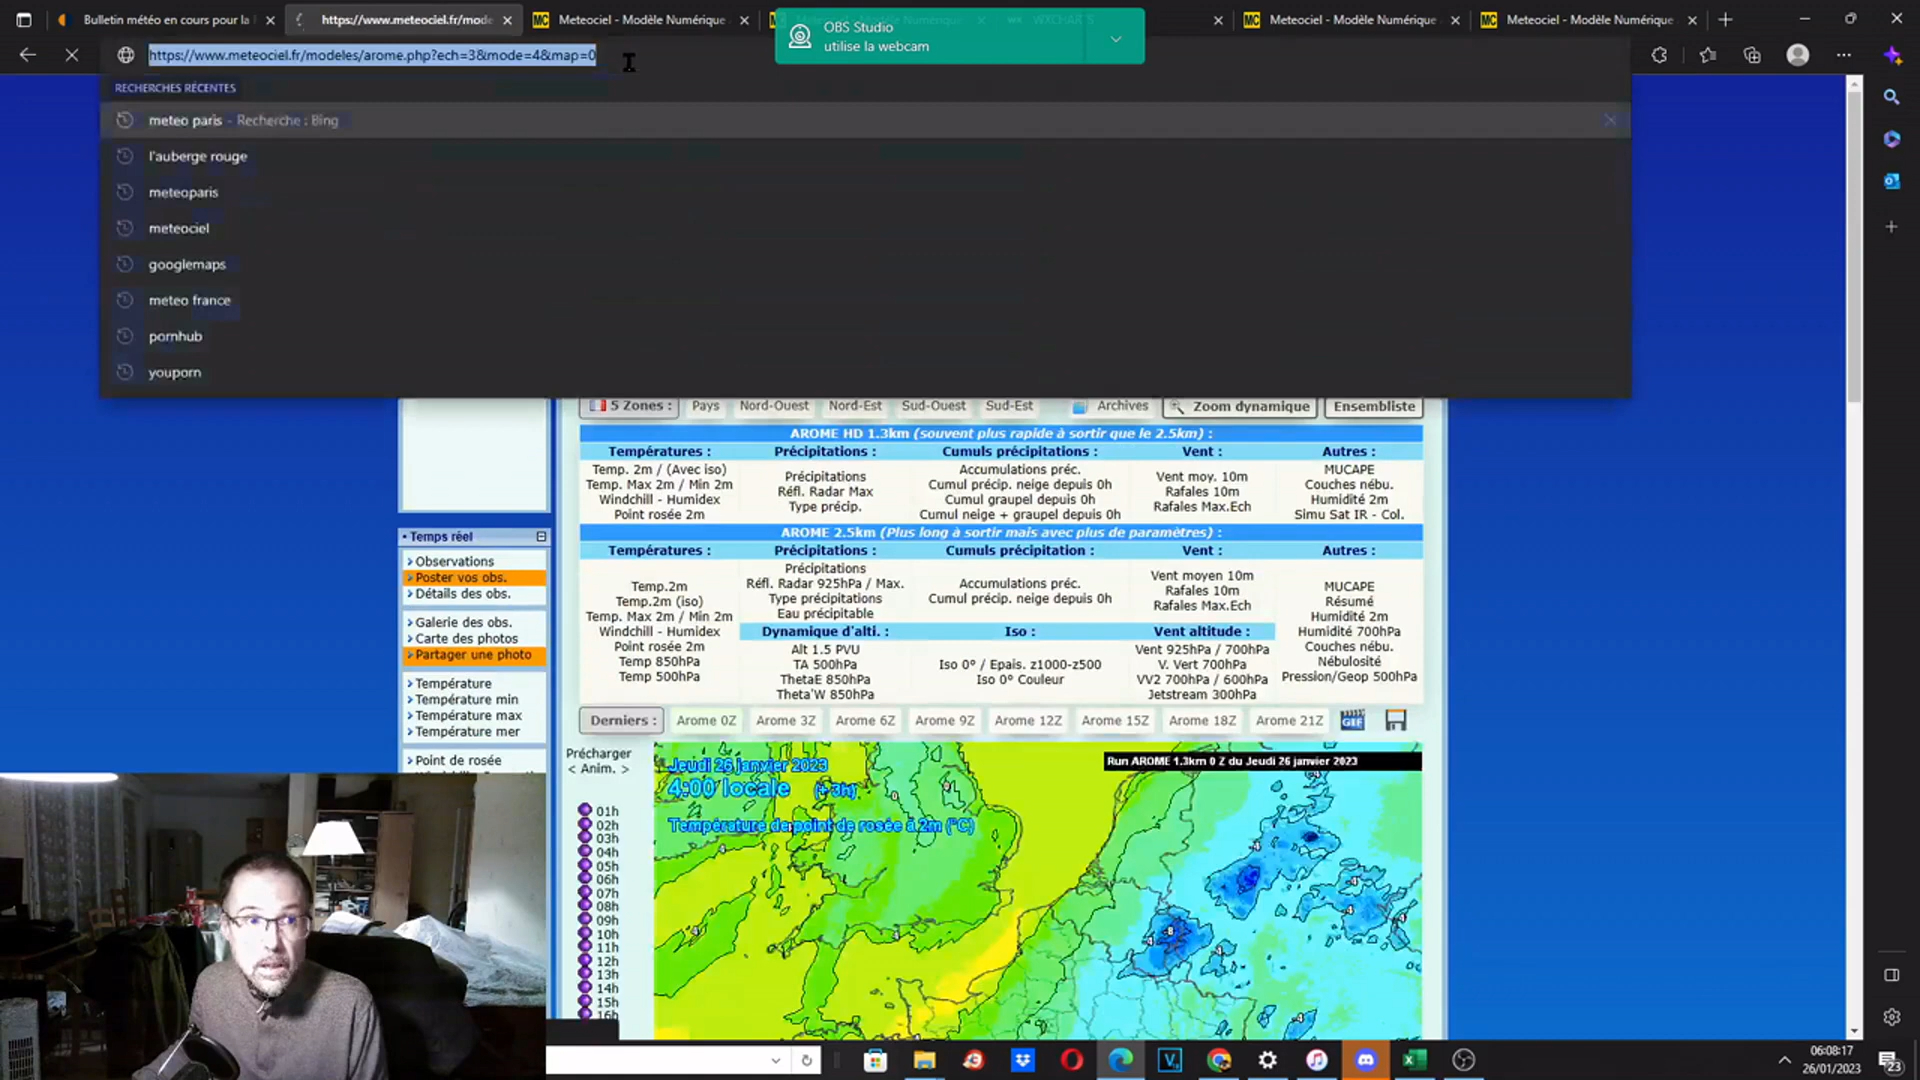 Bulletin météo en cours pour la
https://www.meteociel.fr/mode
Meteociel - Modèle Numérique
WXCHARTS
Meteociel - Modèle Numérique
Meteociel - Modèle Numérique
OBS Studio
utilise la webcam
https://www.meteociel.fr/modeles/arome.php?ech=3&mode=4&map=0
RECHERCHES RÉCENTES
meteo paris - Recherche : Bing
l'auberge rouge
meteoparis
meteociel
googlemaps
meteo france
pornhub
youporn
5 Zones : Pays Nord-Ouest Nord-Est Sud-Ouest Sud-Est Archives Zoom dynamique Ensembliste
AROME HD 1.3km (souvent plus rapide à sortir que le 2.5km) :
Températures : Précipitations : Cumuls précipitations : Vent : Autres :
Temp. 2m / (Avec iso)
Temp. Max 2m / Min 2m
Windchill - Humidex
Point rosée 2m
Précipitations
Réfl. Radar Max
Type précip.
Accumulations préc.
Cumul précip. neige depuis 0h
Cumul graupel depuis 0h
Cumul neige + graupel depuis 0h
Vent moy. 10m
Rafales 10m
Rafales Max.Ech
MUCAPE
Couches nébu.
Humidité 2m
Simu Sat IR - Col.
AROME 2.5km (Plus long à sortir mais avec plus de paramètres) :
Températures : Précipitations : Cumuls précipitation : Vent : Autres :
Temp.2m
Temp.2m (iso)
Temp. Max 2m / Min 2m
Windchill - Humidex
Point rosée 2m
Temp 850hPa
Temp 500hPa
Précipitations
Réfl. Radar 925hPa / Max.
Type précipitations
Eau précipitable
Accumulations préc.
Cumul précip. neige depuis 0h
Vent moyen 10m
Rafales 10m
Rafales Max.Ech
MUCAPE
Résumé
Humidité 2m
Humidité 700hPa
Couches nébu.
Nébulosité
Pression/Geop 500hPa
Dynamique d'alti. : Iso : Vent altitude :
Alt 1.5 PVU
TA 500hPa
ThetaE 850hPa
Theta'W 850hPa
Iso 0° / Epais. z1000-z500
Iso 0° Couleur
Vent 925hPa / 700hPa
V. Vert 700hPa
VV2 700hPa / 600hPa
Jetstream 300hPa
Derniers : Arome 0Z Arome 3Z Arome 6Z Arome 9Z Arome 12Z Arome 15Z Arome 18Z Arome 21Z GIF
Temps réel
Observations
Poster vos obs.
Détails des obs.
Galerie des obs.
Carte des photos
Partager une photo
Température
Température min
Température max
Température mer
Point de rosée
Précharger
< Anim. >
01h
02h
03h
04h
05h
06h
07h
08h
09h
10h
11h
12h
13h
14h
15h
16h
Jeudi 26 janvier 2023
4:00 locale (+3h)
Température de point de rosée à 2m (°C)
Run AROME 1.3km 0 Z du Jeudi 26 janvier 2023
06:08:17
26/01/2023
23